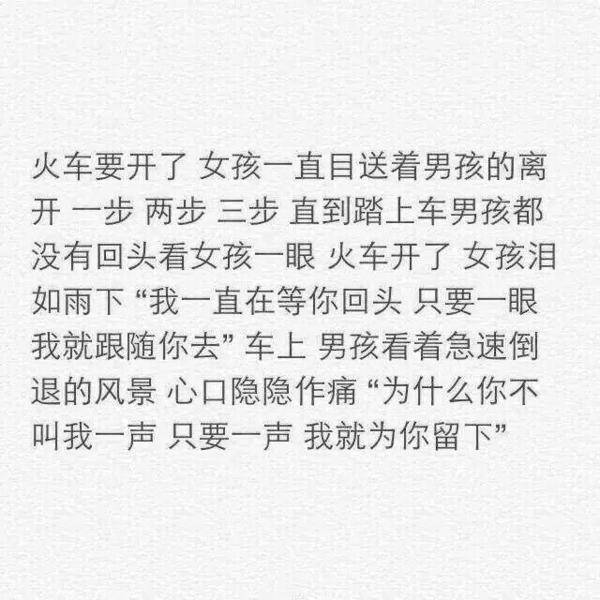 火车要开了 女孩一直目送着男孩的离
开 一步 两步 三步 直到踏上车男孩都
没有回头看女孩一眼 火车开了 女孩泪
如雨下 “我一直在等你回头 只要一眼
我就跟随你去” 车上 男孩看着急速倒
退的风景 心口隐隐作痛 “为什么你不
叫我一声 只要一声 我就为你留下”